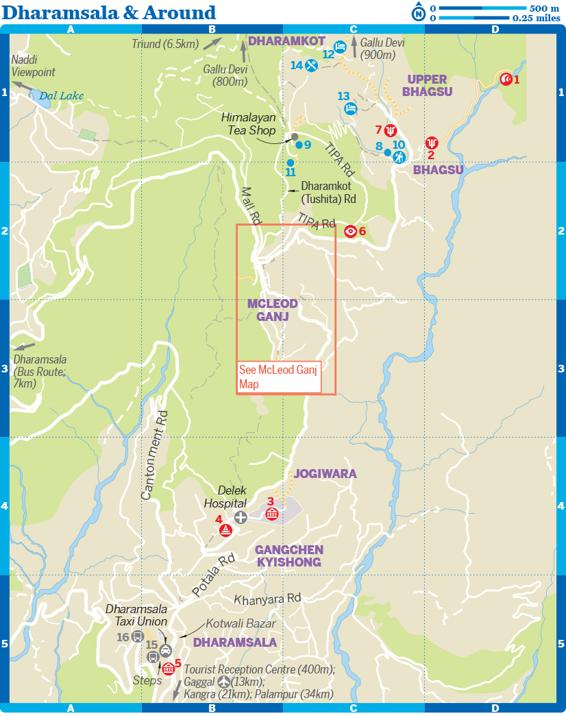 Dharamsala & Around
N
0 500 m
0 0.25 miles
A B C D
Triund (6.5km)
DHARAMKOT
Gallu Devi
(900m)
Gallu Devi
(800m)
Naddi
Viewpoint
Dal Lake
12
14
13
UPPER
BHAGSU
1
1
1
Himalayan
Tea Shop
9
7
8
10
2
11
TIPA Rd
BHAGSU
Dharamkot
(Tushita) Rd
Mall Rd
TIPA Rd
6
2
2
MCLEOD
GANJ
See McLeod Ganj
Map
3
3
Dharamsala
(Bus Route;
7km)
Cantonment Rd
JOGIWARA
Delek
Hospital
3
4
4
4
GANGCHEN
KYISHONG
Potala Rd
Khanyara Rd
Dharamsala
Taxi Union
Kotwali Bazar
16
15
DHARAMSALA
5
5
5
Steps
Tourist Reception Centre (400m);
Gaggal (13km);
Kangra (21km); Palampur (34km)
A B C D